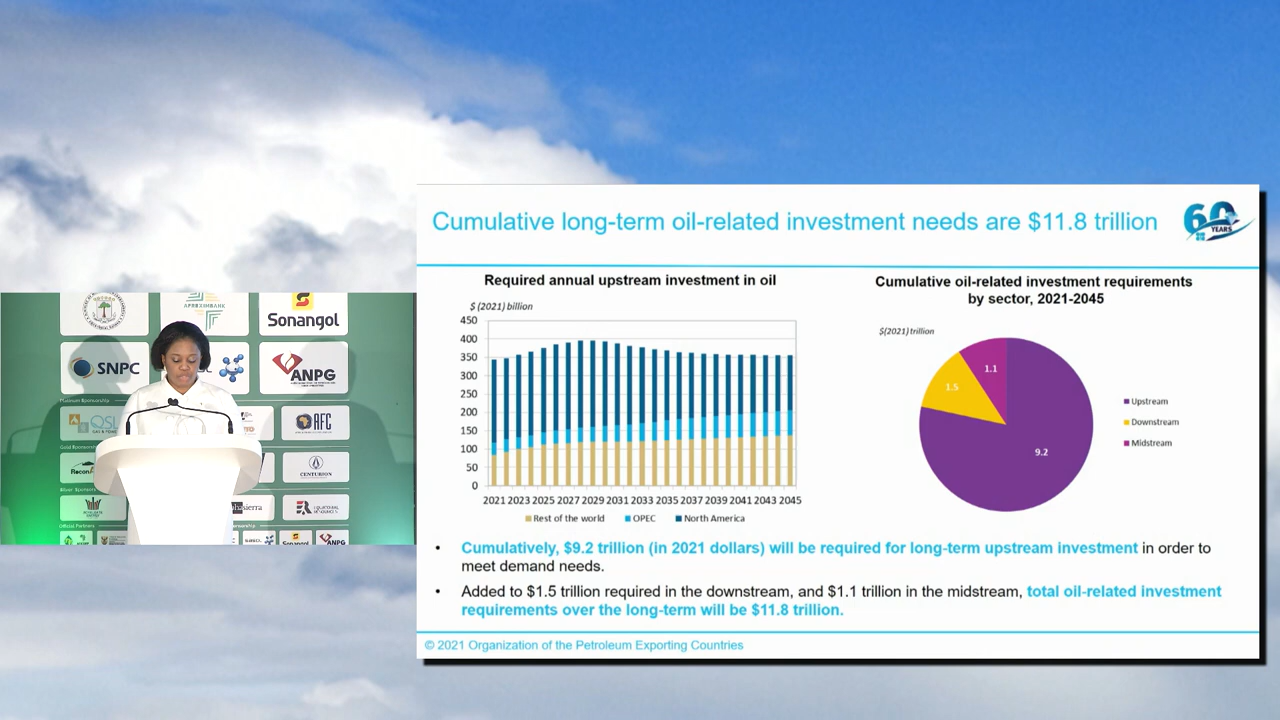 Cumulative long-term oil-related investment needs are $11.8 trillion
60
YEARS
Required annual upstream investment in oil
$ (2021) billion
450
400
350
300
250
200
150
100
50
0
2021 2023 2025 2027 2029 2031 2033 2035 2037 2039 2041 2043 2045
Rest of the world OPEC North America
Cumulative oil-related investment requirements
by sector, 2021-2045
$(2021) trillion
1.1
1.5
9.2
Upstream
Downstream
Midstream
• Cumulatively, $9.2 trillion (in 2021 dollars) will be required for long-term upstream investment in order to
meet demand needs.
• Added to $1.5 trillion required in the downstream, and $1.1 trillion in the midstream, total oil-related investment
requirements over the long-term will be $11.8 trillion.
© 2021 Organization of the Petroleum Exporting Countries
AFREXIMBANK
Sonangol
SNPC
ANPG
Platinum Sponsorship
QSL
AFC
Gold Sponsorship
CENTURION
Silver Sponsors
Official Partners
Sonangol
ANPG